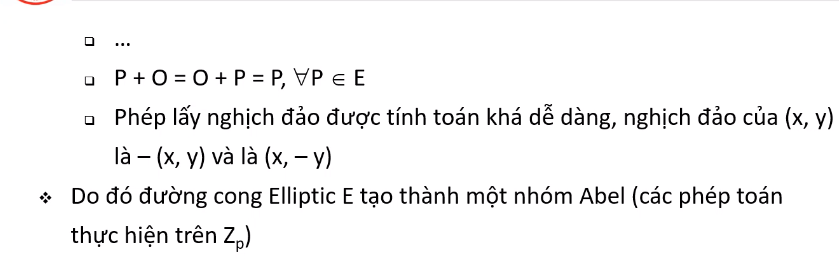 ❑ ...
❑ P + O = O + P = P, ∀P ∈ E
❑ Phép lấy nghịch đảo được tính toán khá dễ dàng, nghịch đảo của (x, y)
là – (x, y) và là (x, – y)
❖ Do đó đường cong Elliptic E tạo thành một nhóm Abel (các phép toán
thực hiện trên Zₚ)